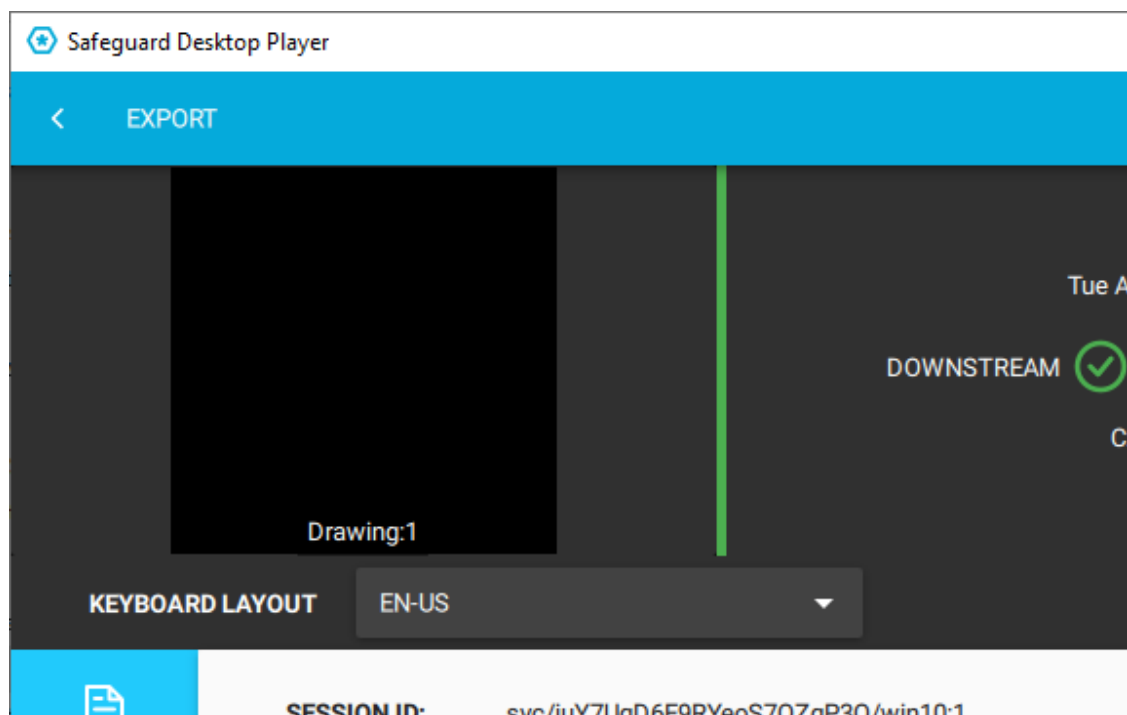 Safeguard Desktop Player
EXPORT
Tue A
DOWNSTREAM
C
Drawing:1
KEYBOARD LAYOUT
EN-US
SESSION ID: